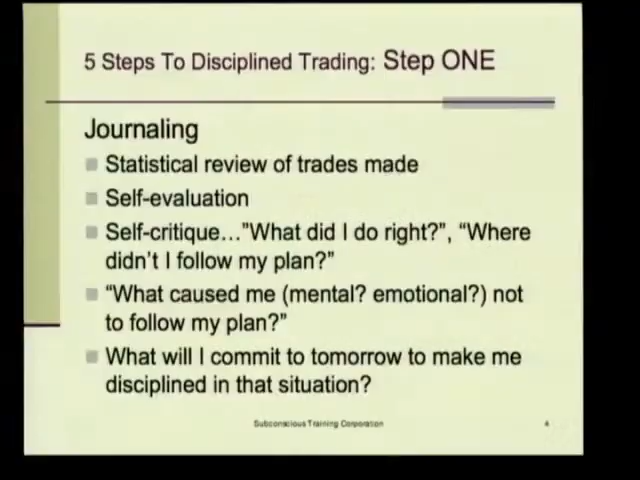 5 Steps To Disciplined Trading: Step ONE
Journaling
Statistical review of trades made
Self-evaluation
Self-critique…"What did I do right?", “Where
didn't I follow my plan?”
“What caused me (mental? emotional?) not
to follow my plan?”
What will I commit to tomorrow to make me
disciplined in that situation?
Subconscious Training Corporation
4